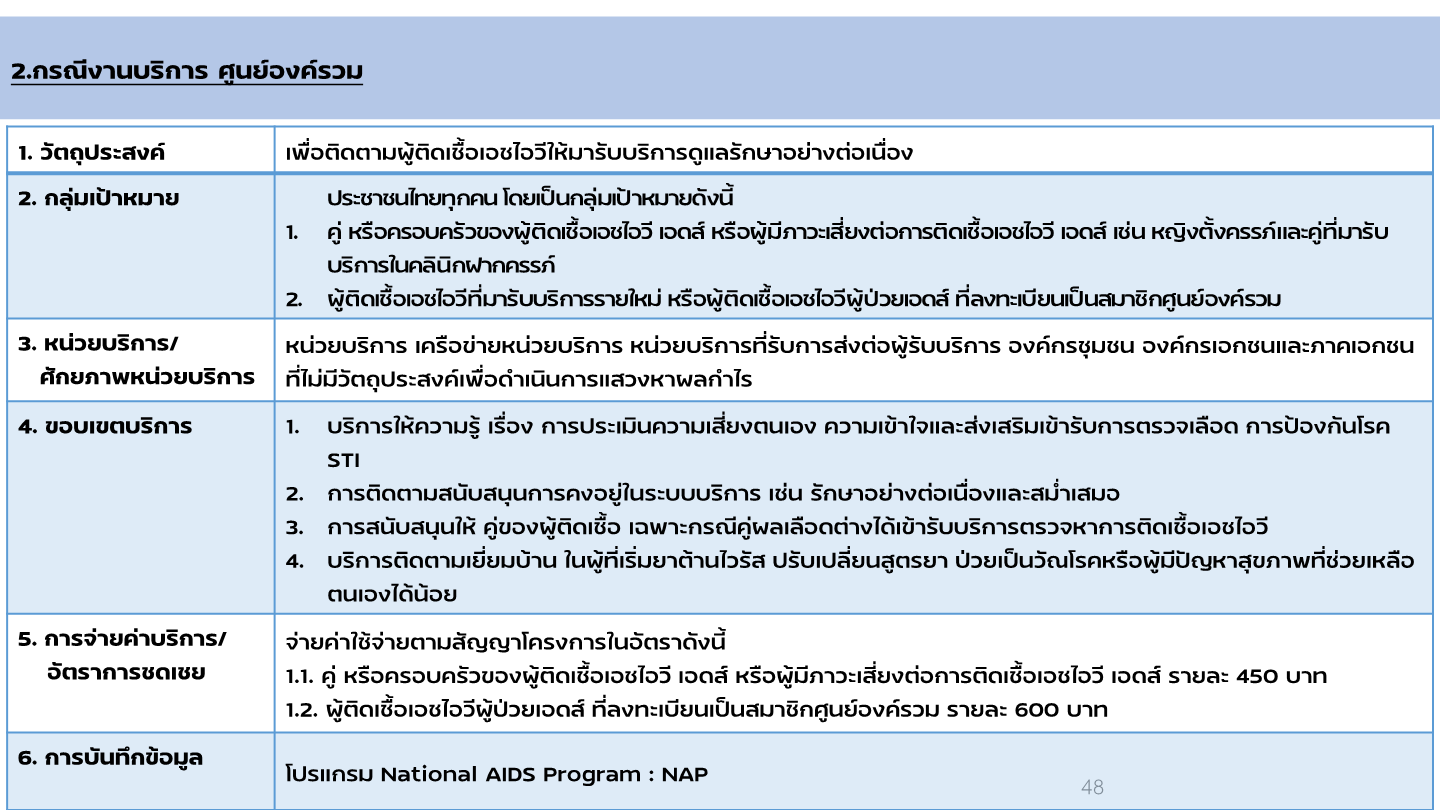 2.กรณีงานบริการ ศูนย์องค์รวม
1. วัตถุประสงค์
เพื่อติดตามผู้ติดเชื้อเอชไอวีให้มารับบริการดูแลรักษาอย่างต่อเนื่อง
2. กลุ่มเป้าหมาย
ประชาชนไทยทุกคน โดยเป็นกลุ่มเป้าหมายดังนี้
1. คู่ หรือครอบครัวของผู้ติดเชื้อเอชไอวี เอดส์ หรือผู้มีภาวะเสี่ยงต่อการติดเชื้อเอชไอวี เอดส์ เช่น หญิงตั้งครรภ์และคู่ที่มารับ
บริการในคลินิกฝากครรภ์
2. ผู้ติดเชื้อเอชไอวีที่มารับบริการรายใหม่ หรือผู้ติดเชื้อเอชไอวีผู้ป่วยเอดส์ ที่ลงทะเบียนเป็นสมาชิกศูนย์องค์รวม
3. หน่วยบริการ/
ศักยภาพหน่วยบริการ
หน่วยบริการ เครือข่ายหน่วยบริการ หน่วยบริการที่รับการส่งต่อผู้รับบริการ องค์กรชุมชน องค์กรเอกชนและภาคเอกชน
ที่ไม่มีวัตถุประสงค์เพื่อดำเนินการแสวงหาผลกำไร
4. ขอบเขตบริการ
1. บริการให้ความรู้ เรื่อง การประเมินความเสี่ยงตนเอง ความเข้าใจและส่งเสริมเข้ารับการตรวจเลือด การป้องกันโรค
STI
2. การติดตามสนับสนุนการคงอยู่ในระบบบริการ เช่น รักษาอย่างต่อเนื่องและสม่ำเสมอ
3. การสนับสนุนให้ คู่ของผู้ติดเชื้อ เฉพาะกรณีคู่ผลเลือดต่างได้เข้ารับบริการตรวจหาการติดเชื้อเอชไอวี
4. บริการติดตามเยี่ยมบ้าน ในผู้ที่เริ่มยาต้านไวรัส ปรับเปลี่ยนสูตรยา ป่วยเป็นวัณโรคหรือผู้มีปัญหาสุขภาพที่ช่วยเหลือ
ตนเองได้น้อย
5. การจ่ายค่าบริการ/
อัตราการชดเชย
จ่ายค่าใช้จ่ายตามสัญญาโครงการในอัตราดังนี้
1.1. คู่ หรือครอบครัวของผู้ติดเชื้อเอชไอวี เอดส์ หรือผู้มีภาวะเสี่ยงต่อการติดเชื้อเอชไอวี เอดส์ รายละ 450 บาท
1.2. ผู้ติดเชื้อเอชไอวีผู้ป่วยเอดส์ ที่ลงทะเบียนเป็นสมาชิกศูนย์องค์รวม รายละ 600 บาท
6. การบันทึกข้อมูล
โปรแกรม National AIDS Program : NAP
48